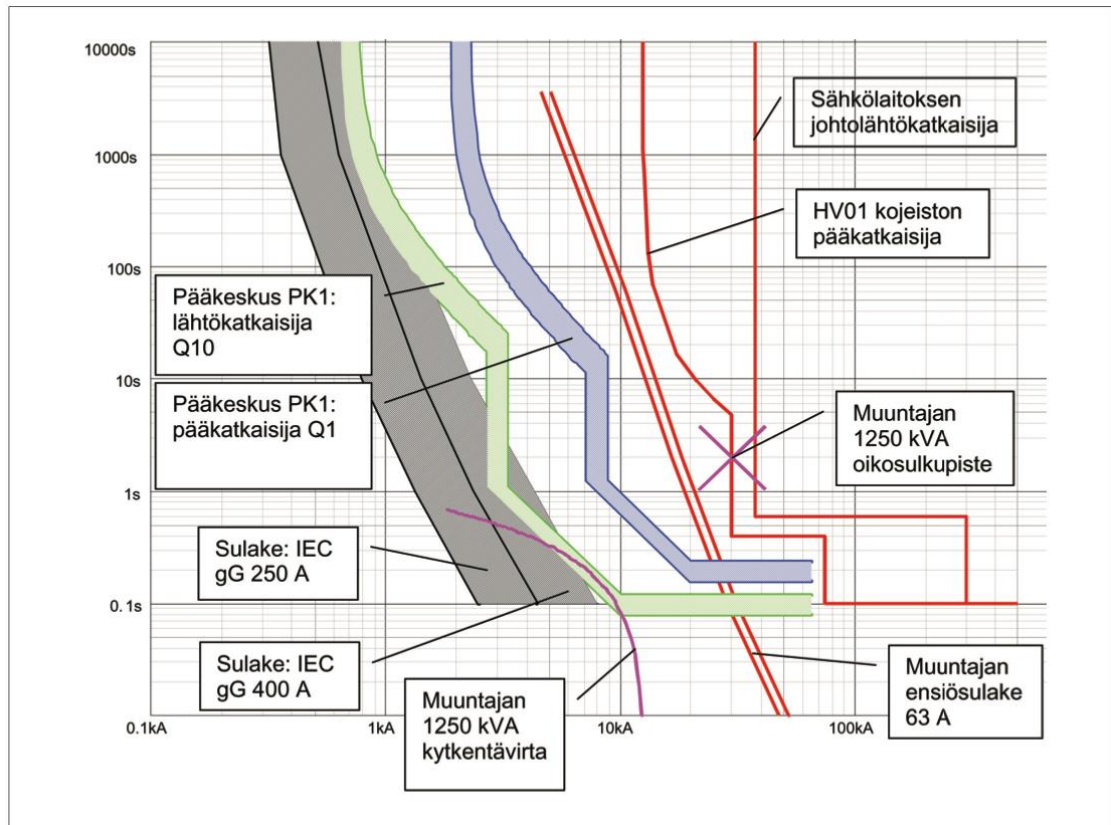 10000s
1000s
100s
10s
1s
0.1s
0.1kA
1kA
10kA
100kA
Sähkölaitoksen
johtolähtökatkaisija
HV01 kojeiston
pääkatkaisija
Pääkeskus PK1:
lähtökatkaisija
Q10
Pääkeskus PK1:
pääkatkaisija Q1
Muuntajan
1250 kVA
oikosulkupiste
Sulake: IEC
gG 250 A
Sulake: IEC
gG 400 A
Muuntajan
1250 kVA
kytkentävirta
Muuntajan
ensiösulake
63 A